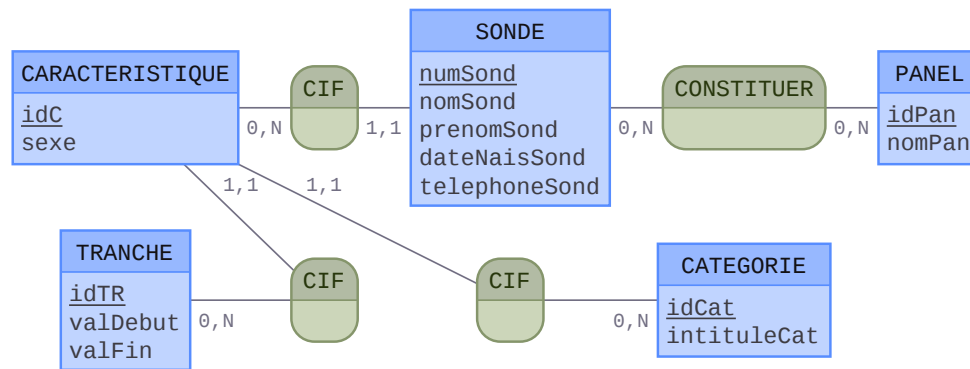 CARACTERISTIQUE
idC
sexe
CIF
0,N
1,1
SONDE
numSond
nomSond
prenomSond
dateNaisSond
telephoneSond
CONSTITUER
0,N
0,N
PANEL
idPan
nomPan
1,1
1,1
TRANCHE
idTR
valDebut
valFin
0,N
CIF
CIF
0,N
CATEGORIE
idCat
intituleCat